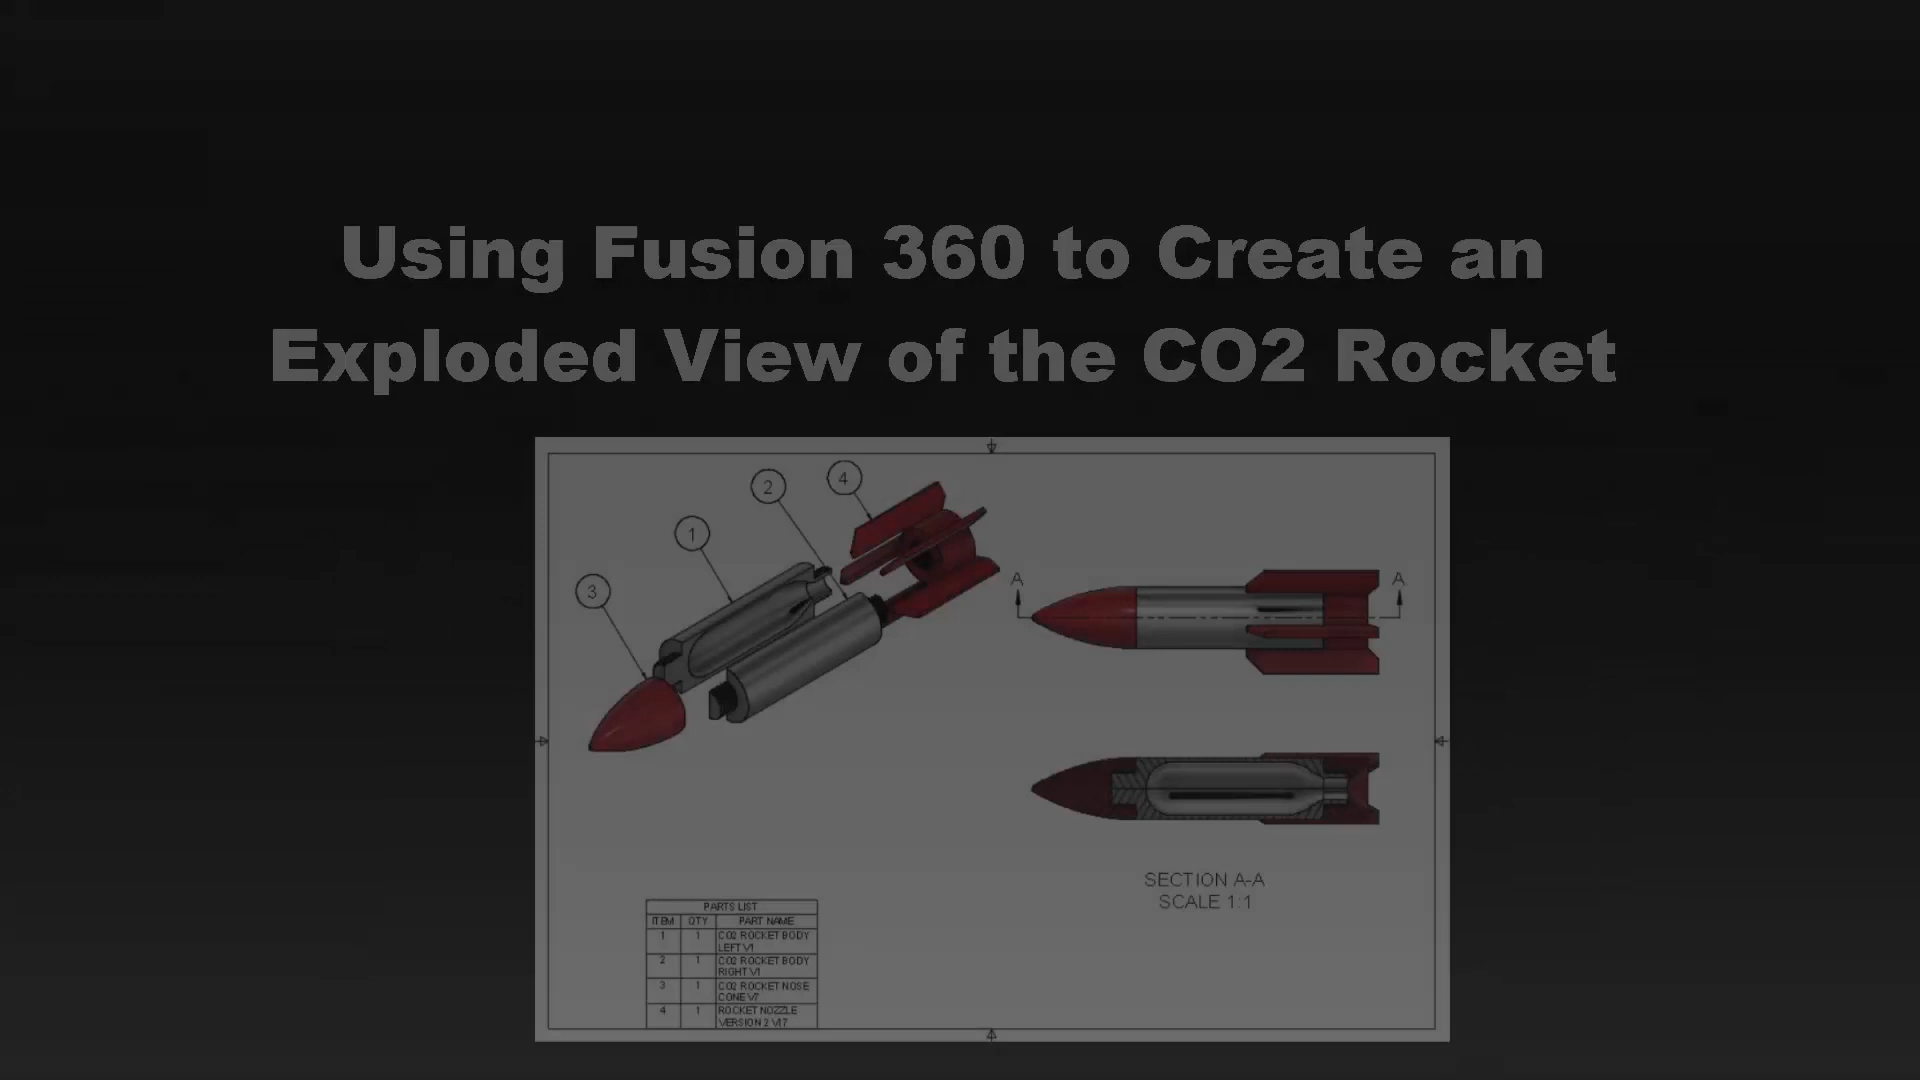 Using Fusion 360 to Create an
Exploded View of the CO2 Rocket
4
2
1
3
A
A
SECTION A-A
SCALE 1:1
PARTS LIST
ITEM QTY PART NAME
1 1 CO2 ROCKET BODY
LEFT V1
2 1 CO2 ROCKET BODY
RIGHT V1
3 1 CO2 ROCKET NOSE
CONE V7
4 1 ROCKET NOZZLE
VERSION 2 V17